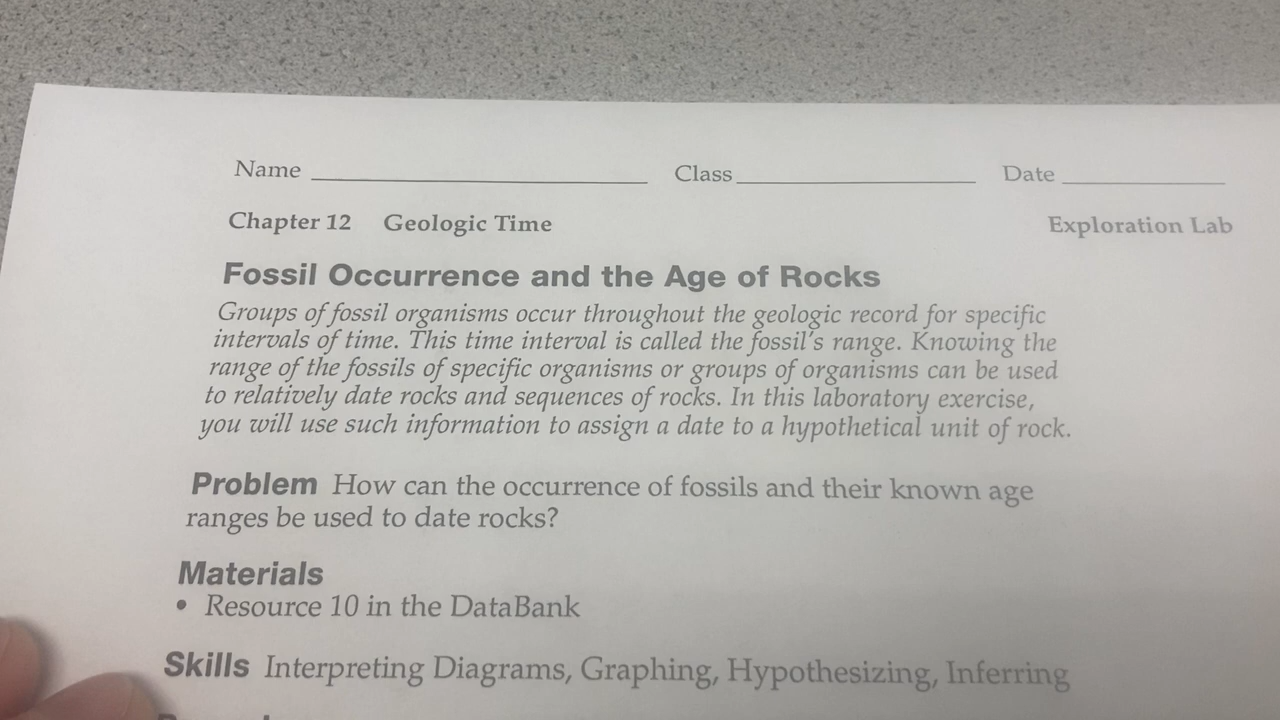 Name Class Date
Chapter 12 Geologic Time Exploration Lab
Fossil Occurrence and the Age of Rocks
Groups of fossil organisms occur throughout the geologic record for specific
intervals of time. This time interval is called the fossil's range. Knowing the
range of the fossils of specific organisms or groups of organisms can be used
to relatively date rocks and sequences of rocks. In this laboratory exercise,
you will use such information to assign a date to a hypothetical unit of rock.
Problem How can the occurrence of fossils and their known age
ranges be used to date rocks?
Materials
• Resource 10 in the DataBank
Skills Interpreting Diagrams, Graphing, Hypothesizing, Inferring